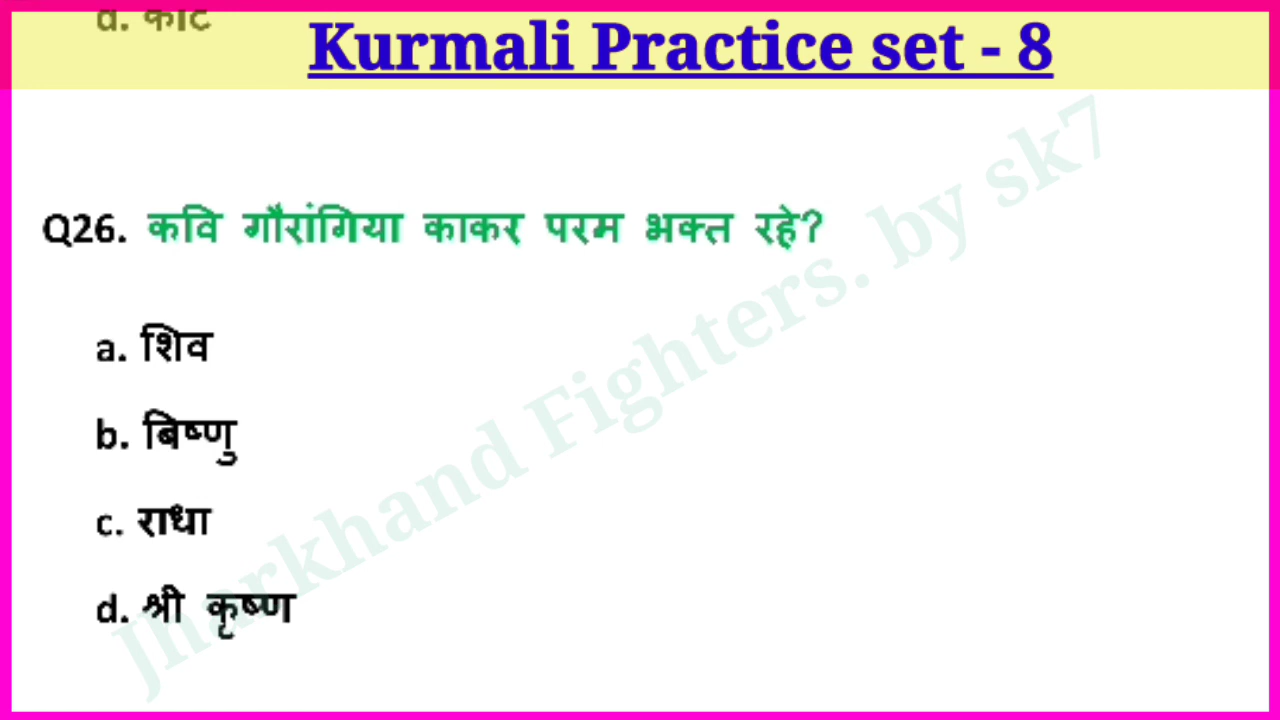 d. कांटे
Kurmali Practice set - 8
Q26. कवि गौरांगिया काकर परम भक्त रहे?
a. शिव
b. बिष्णु
c. राधा
d. श्री कृष्ण
Jharkhand Fighters. by sk7